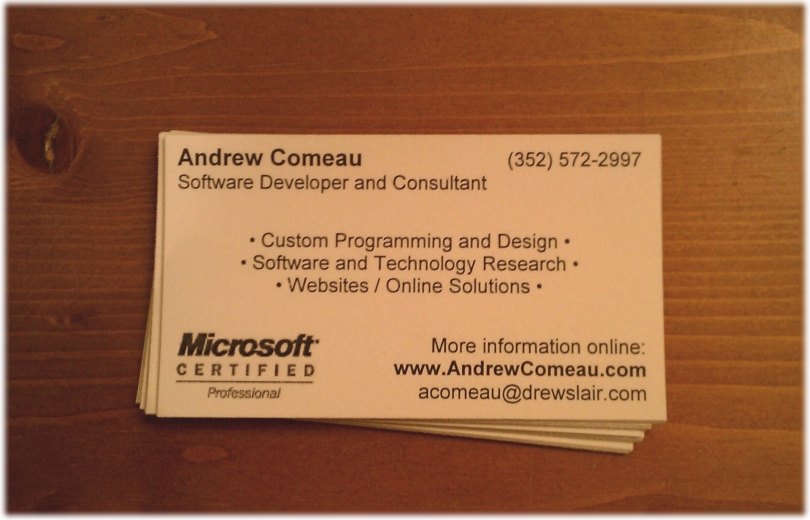 Andrew Comeau (352) 572-2997
Software Developer and Consultant
• Custom Programming and Design •
• Software and Technology Research •
• Websites / Online Solutions •
Microsoft
CERTIFIED
Professional
More information online:
www.AndrewComeau.com
acomeau@drewslair.com